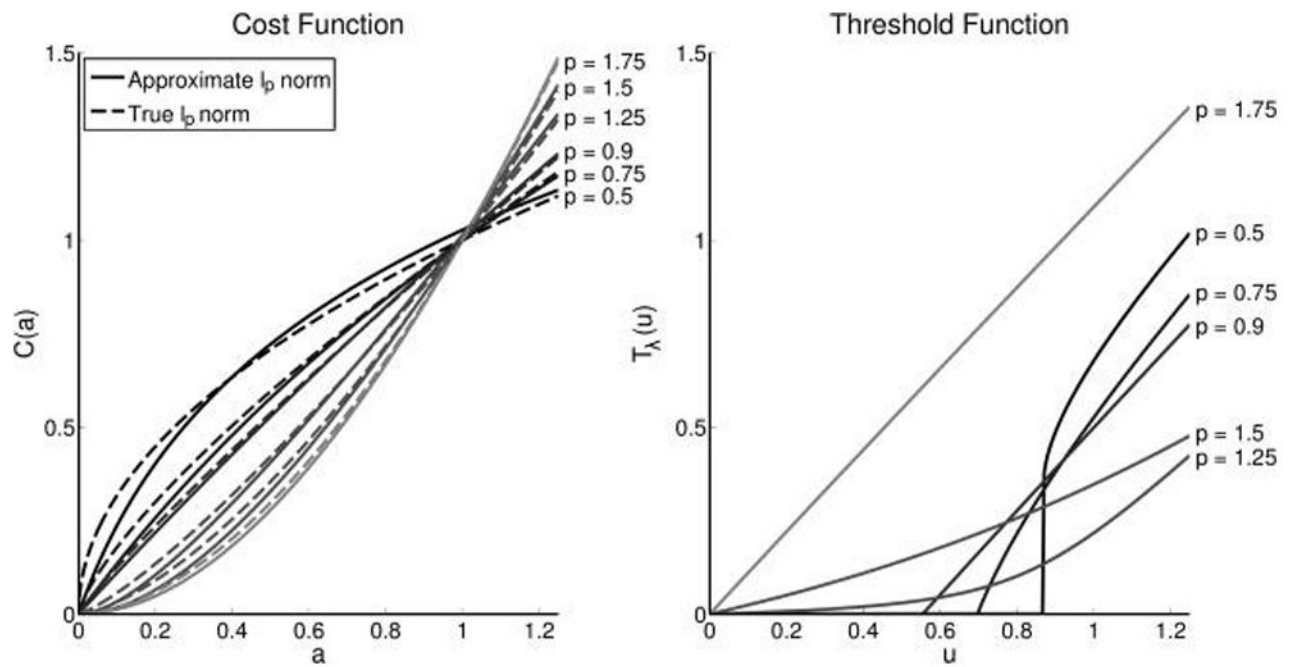 Cost Function
1.5
1
0.5
0
C(a)
Approximate lp norm
True lp norm
p = 1.75
p = 1.5
p = 1.25
p = 0.9
p = 0.75
p = 0.5
0 0.2 0.4 0.6 0.8 1 1.2
a
Threshold Function
1.5
1
0.5
0
Tλ(u)
p = 1.75
p = 0.5
p = 0.75
p = 0.9
p = 1.5
p = 1.25
0 0.2 0.4 0.6 0.8 1 1.2
u